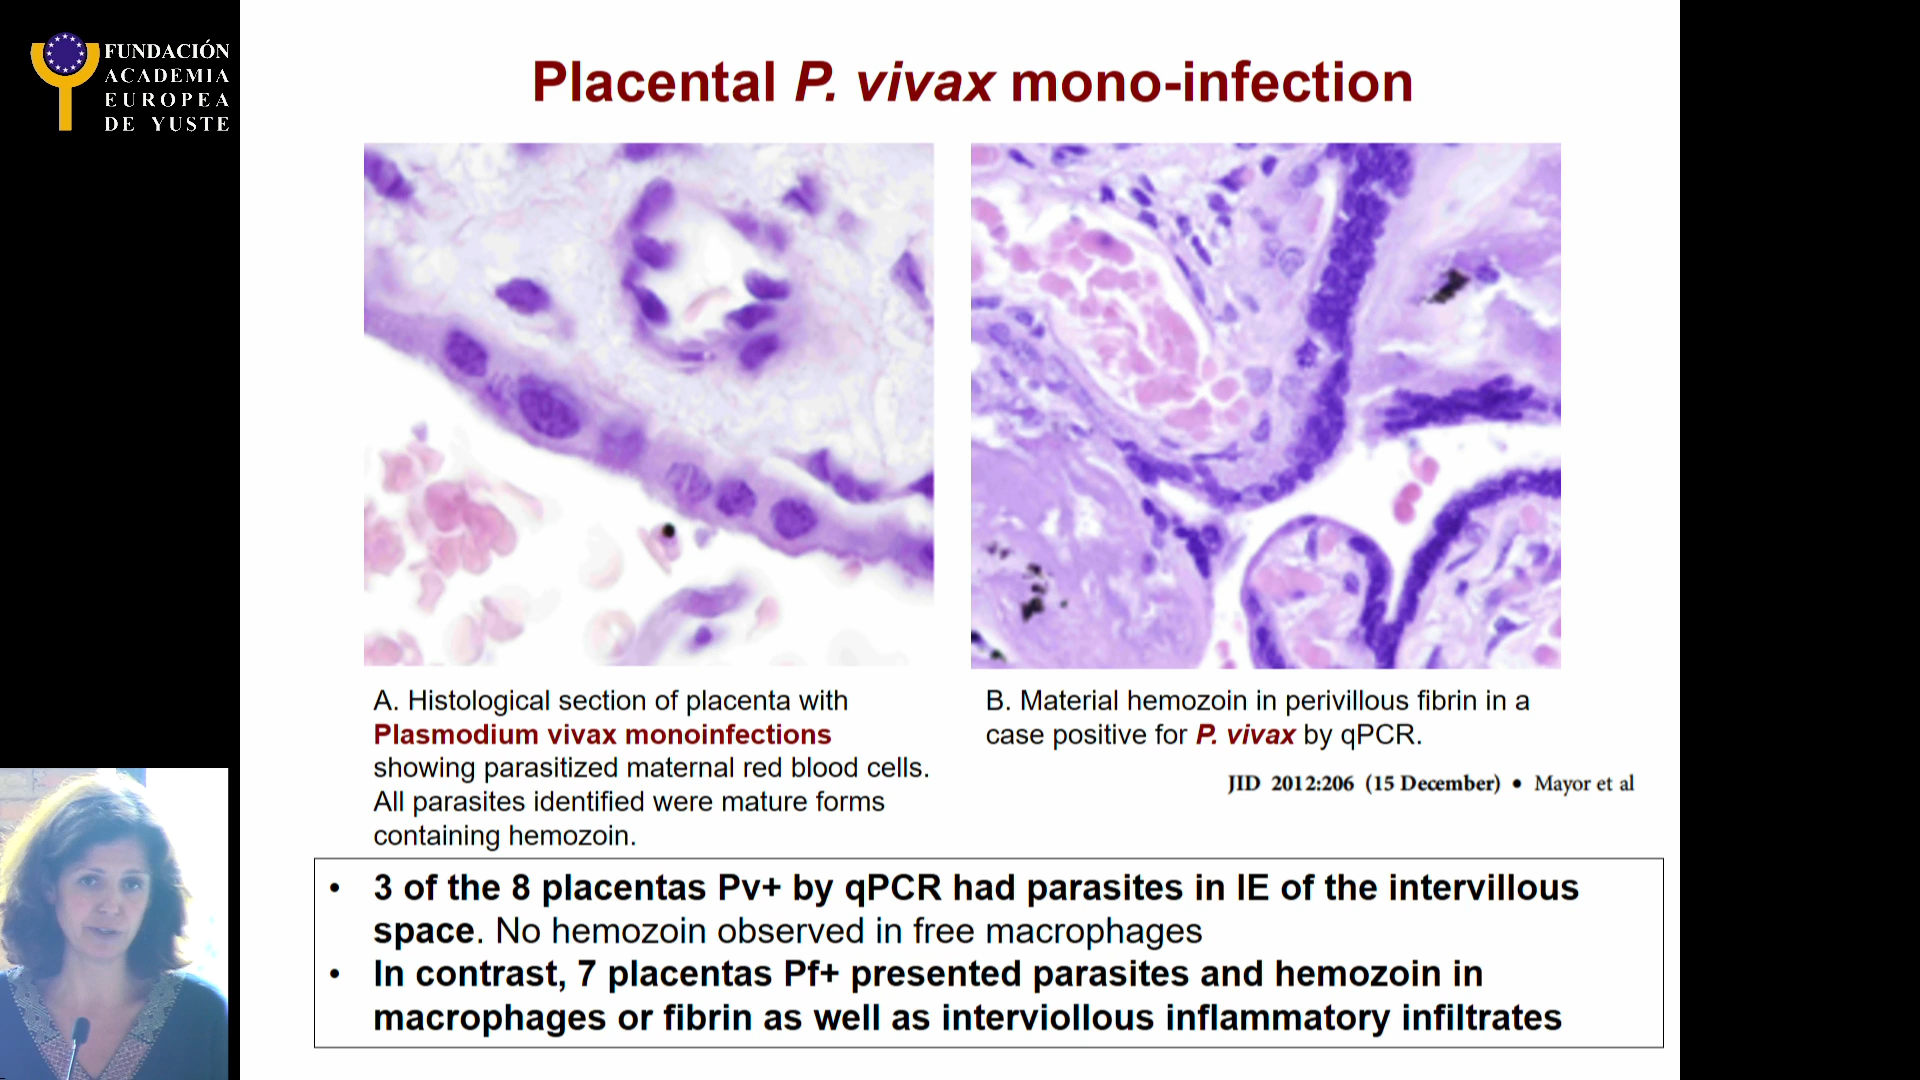 FUNDACIÓN
ACADEMIA
EUROPEA
DE YUSTE
Placental P. vivax mono-infection
A. Histological section of placenta with
Plasmodium vivax monoinfections
showing parasitized maternal red blood cells.
All parasites identified were mature forms
containing hemozoin.
B. Material hemozoin in perivillous fibrin in a
case positive for P. vivax by qPCR.
JID 2012:206 (15 December) • Mayor et al
• 3 of the 8 placentas Pv+ by qPCR had parasites in IE of the intervillous
space. No hemozoin observed in free macrophages
• In contrast, 7 placentas Pf+ presented parasites and hemozoin in
macrophages or fibrin as well as interviollous inflammatory infiltrates